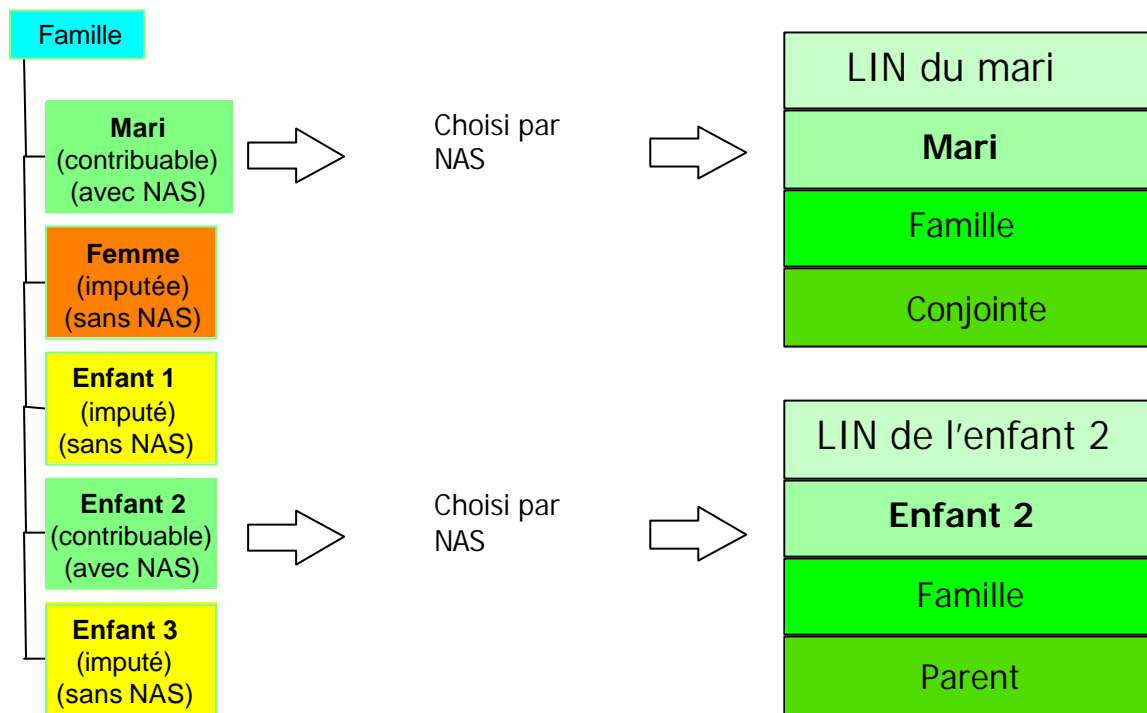 Famille
Mari
(contribuable)
(avec NAS)
Femme
(imputée)
(sans NAS)
Enfant 1
(imputé)
(sans NAS)
Enfant 2
(contribuable)
(avec NAS)
Enfant 3
(imputé)
(sans NAS)
Choisi par
NAS
Choisi par
NAS
LIN du mari
Mari
Famille
Conjointe
LIN de l'enfant 2
Enfant 2
Famille
Parent